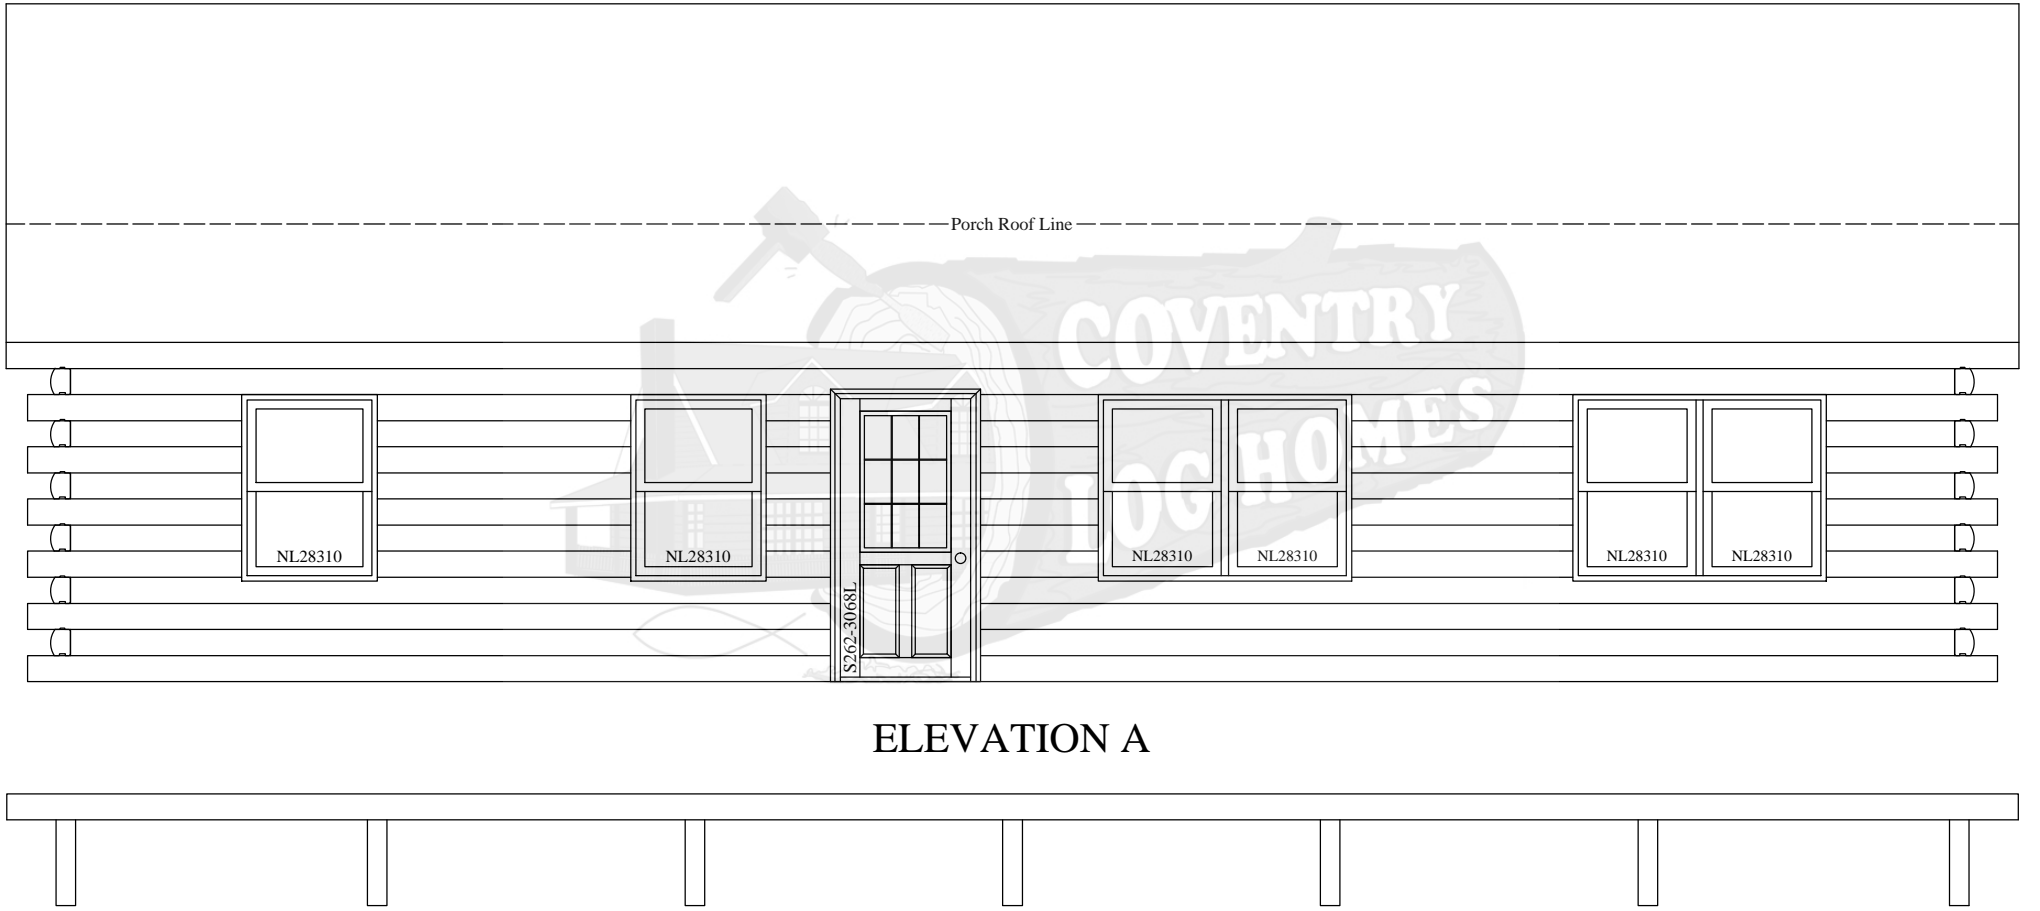 Porch Roof Line
COVENTRY
LOG HOMES
NL28310
NL28310
S262-3068L
NL28310
NL28310
NL28310
NL28310
ELEVATION A